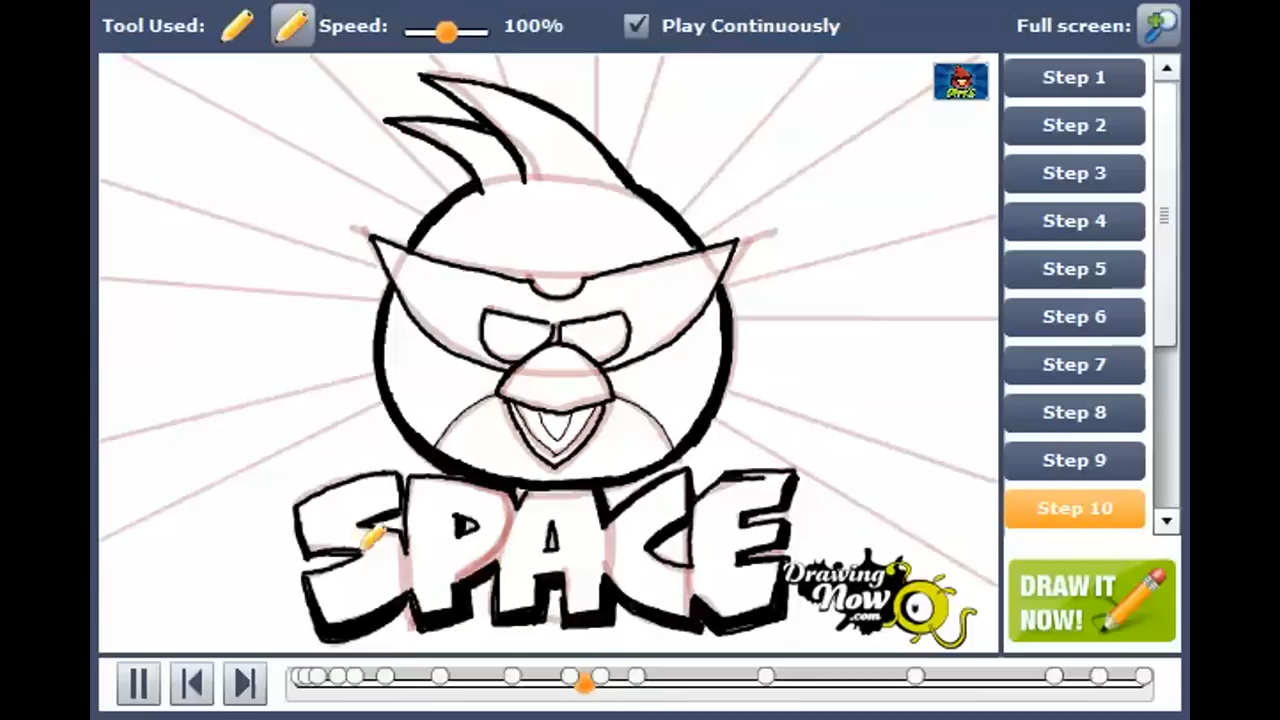 Tool Used: Speed: 100% Play Continuously Full screen:
Step 1
Step 2
Step 3
Step 4
Step 5
Step 6
Step 7
Step 8
Step 9
Step 10
SPACE
Drawing
Now
.com
DRAW IT
NOW!